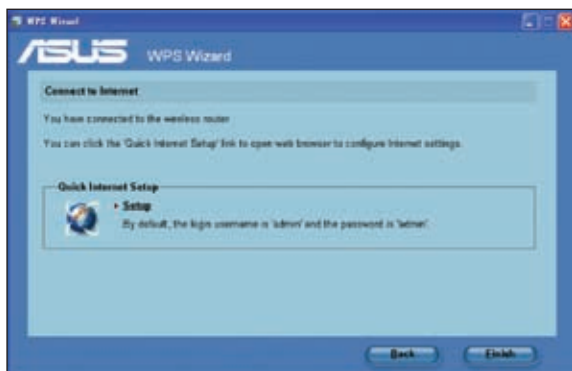 WPS Wizard
ASUS WPS Wizard
Connect to Internet
You have connected to the wireless router
You can click the 'Quick Internet Setup' link to open web browser to configure Internet settings.
Quick Internet Setup
Setup
By default, the login username is 'admin' and the password is 'admin'.
Back
Finish